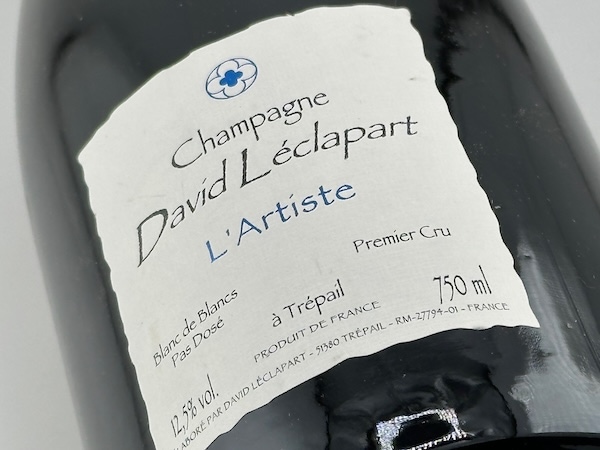 Champagne
David Léclapart
L'Artiste
Premier Cru
Blanc de Blancs
Pas Dosé
à Trépail
750 ml
PRODUIT DE FRANCE
12,5% vol.
PAR DAVID LÉCLAPART - 51380 TRÉPAIL - RM-27794-01 - FRANCE